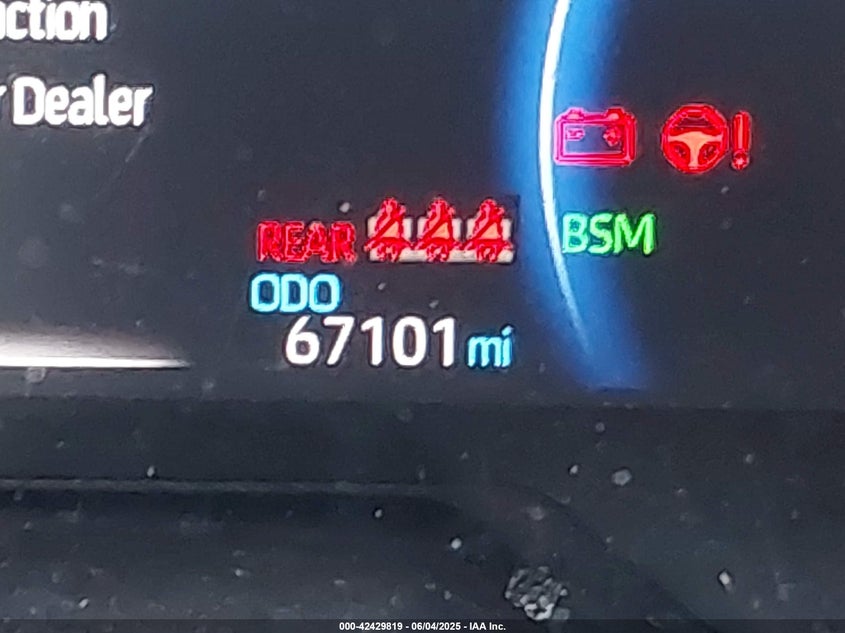 ction
Dealer
REAR
BSM
ODO
67101 mi
000-42429819 - 06/04/2025 - IAA Inc.